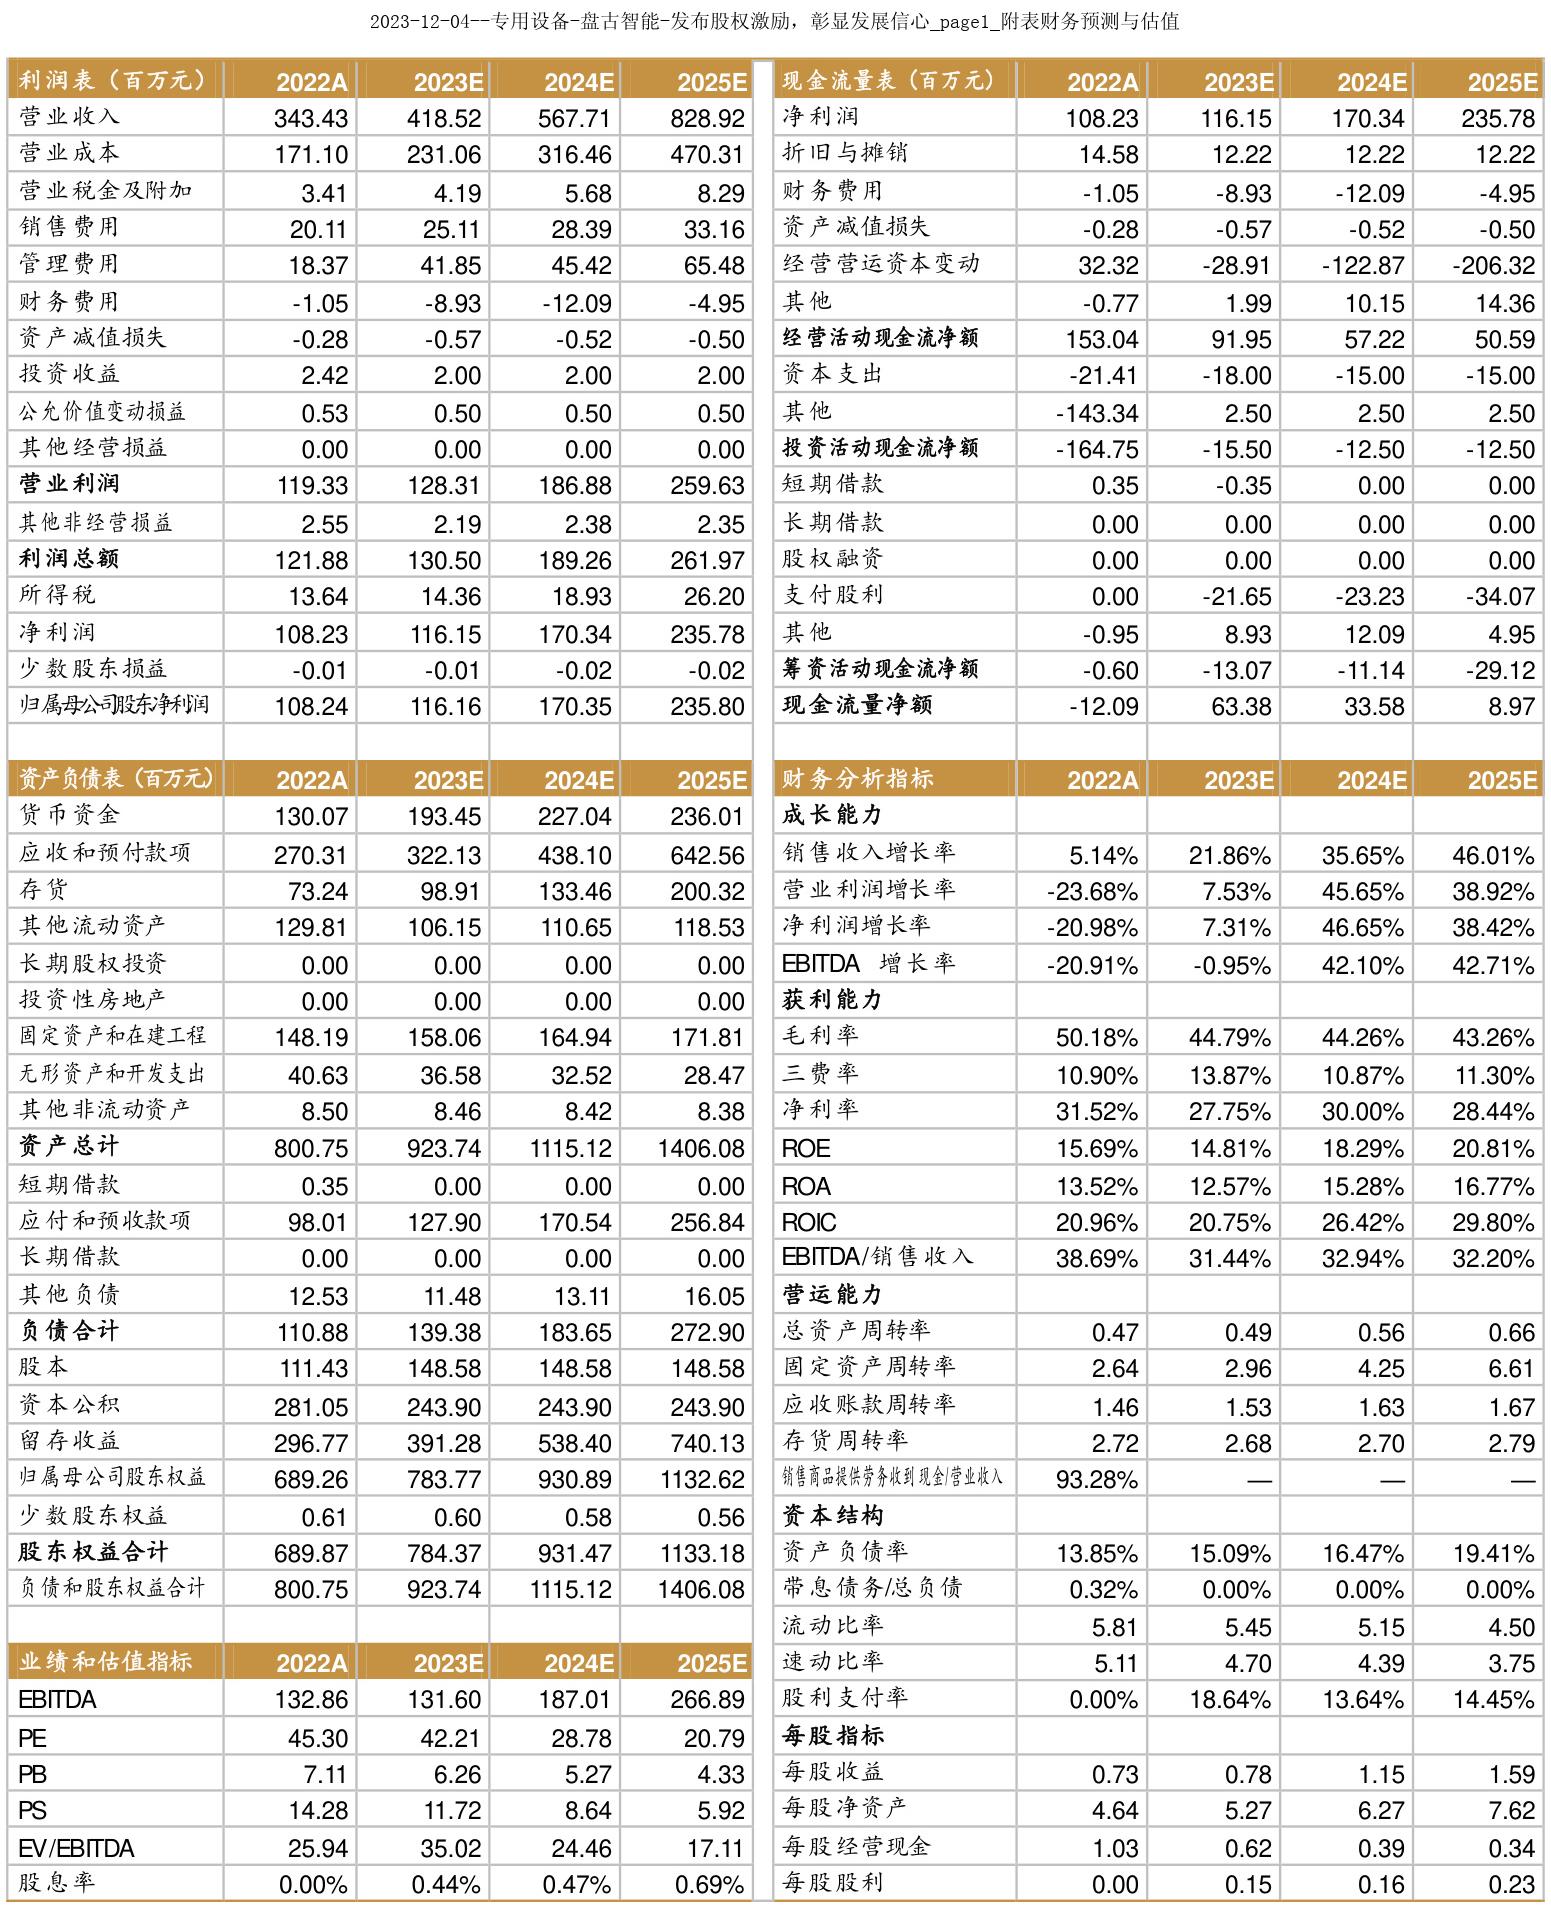 2023-12-04--专用设备-盘古智能-发布股权激励，彰显发展信心_page1_附表财务预测与估值
利润表（百万元） 2022A 2023E 2024E 2025E
营业收入 343.43 418.52 567.71 828.92
营业成本 171.10 231.06 316.46 470.31
营业税金及附加 3.41 4.19 5.68 8.29
销售费用 20.11 25.11 28.39 33.16
管理费用 18.37 41.85 45.42 65.48
财务费用 -1.05 -8.93 -12.09 -4.95
资产减值损失 -0.28 -0.57 -0.52 -0.50
投资收益 2.42 2.00 2.00 2.00
公允价值变动损益 0.53 0.50 0.50 0.50
其他经营损益 0.00 0.00 0.00 0.00
营业利润 119.33 128.31 186.88 259.63
其他非经营损益 2.55 2.19 2.38 2.35
利润总额 121.88 130.50 189.26 261.97
所得税 13.64 14.36 18.93 26.20
净利润 108.23 116.15 170.34 235.78
少数股东损益 -0.01 -0.01 -0.02 -0.02
归属母公司股东净利润 108.24 116.16 170.35 235.80
资产负债表（百万元） 2022A 2023E 2024E 2025E
货币资金 130.07 193.45 227.04 236.01
应收和预付款项 270.31 322.13 438.10 642.56
存货 73.24 98.91 133.46 200.32
其他流动资产 129.81 106.15 110.65 118.53
长期股权投资 0.00 0.00 0.00 0.00
投资性房地产 0.00 0.00 0.00 0.00
固定资产和在建工程 148.19 158.06 164.94 171.81
无形资产和开发支出 40.63 36.58 32.52 28.47
其他非流动资产 8.50 8.46 8.42 8.38
资产总计 800.75 923.74 1115.12 1406.08
短期借款 0.35 0.00 0.00 0.00
应付和预收款项 98.01 127.90 170.54 256.84
长期借款 0.00 0.00 0.00 0.00
其他负债 12.53 11.48 13.11 16.05
负债合计 110.88 139.38 183.65 272.90
股本 111.43 148.58 148.58 148.58
资本公积 281.05 243.90 243.90 243.90
留存收益 296.77 391.28 538.40 740.13
归属母公司股东权益 689.26 783.77 930.89 1132.62
少数股东权益 0.61 0.60 0.58 0.56
股东权益合计 689.87 784.37 931.47 1133.18
负债和股东权益合计 800.75 923.74 1115.12 1406.08
业绩和估值指标 2022A 2023E 2024E 2025E
EBITDA 132.86 131.60 187.01 266.89
PE 45.30 42.21 28.78 20.79
PB 7.11 6.26 5.27 4.33
PS 14.28 11.72 8.64 5.92
EV/EBITDA 25.94 35.02 24.46 17.11
股息率 0.00% 0.44% 0.47% 0.69%
现金流量表（百万元） 2022A 2023E 2024E 2025E
净利润 108.23 116.15 170.34 235.78
折旧与摊销 14.58 12.22 12.22 12.22
财务费用 -1.05 -8.93 -12.09 -4.95
资产减值损失 -0.28 -0.57 -0.52 -0.50
经营营运资本变动 32.32 -28.91 -122.87 -206.32
其他 -0.77 1.99 10.15 14.36
经营活动现金流净额 153.04 91.95 57.22 50.59
资本支出 -21.41 -18.00 -15.00 -15.00
其他 -143.34 2.50 2.50 2.50
投资活动现金流净额 -164.75 -15.50 -12.50 -12.50
短期借款 0.35 -0.35 0.00 0.00
长期借款 0.00 0.00 0.00 0.00
股权融资 0.00 0.00 0.00 0.00
支付股利 0.00 -21.65 -23.23 -34.07
其他 -0.95 8.93 12.09 4.95
筹资活动现金流净额 -0.60 -13.07 -11.14 -29.12
现金流量净额 -12.09 63.38 33.58 8.97
财务分析指标 2022A 2023E 2024E 2025E
成长能力
销售收入增长率 5.14% 21.86% 35.65% 46.01%
营业利润增长率 -23.68% 7.53% 45.65% 38.92%
净利润增长率 -20.98% 7.31% 46.65% 38.42%
EBITDA 增长率 -20.91% -0.95% 42.10% 42.71%
获利能力
毛利率 50.18% 44.79% 44.26% 43.26%
三费率 10.90% 13.87% 10.87% 11.30%
净利率 31.52% 27.75% 30.00% 28.44%
ROE 15.69% 14.81% 18.29% 20.81%
ROA 13.52% 12.57% 15.28% 16.77%
ROIC 20.96% 20.75% 26.42% 29.80%
EBITDA/销售收入 38.69% 31.44% 32.94% 32.20%
营运能力
总资产周转率 0.47 0.49 0.56 0.66
固定资产周转率 2.64 2.96 4.25 6.61
应收账款周转率 1.46 1.53 1.63 1.67
存货周转率 2.72 2.68 2.70 2.79
销售商品提供劳务收到现金/营业收入 93.28% — — —
资本结构
资产负债率 13.85% 15.09% 16.47% 19.41%
带息债务/总负债 0.32% 0.00% 0.00% 0.00%
流动比率 5.81 5.45 5.15 4.50
速动比率 5.11 4.70 4.39 3.75
股利支付率 0.00% 18.64% 13.64% 14.45%
每股指标
每股收益 0.73 0.78 1.15 1.59
每股净资产 4.64 5.27 6.27 7.62
每股经营现金 1.03 0.62 0.39 0.34
每股股利 0.00 0.15 0.16 0.23